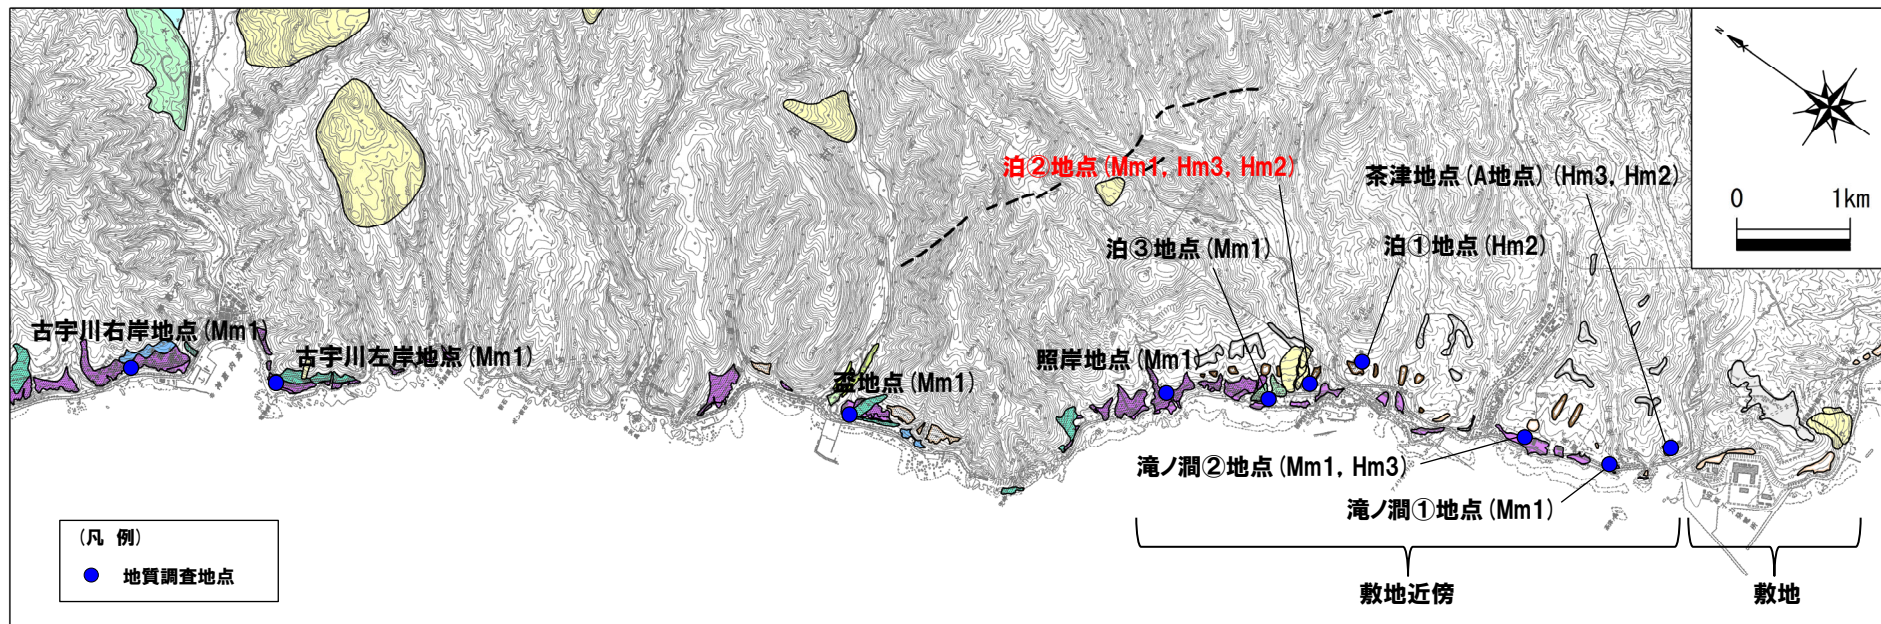 N
0 1km
泊②地点(Mm1, Hm3, Hm2)
茶津地点(A地点)(Hm3, Hm2)
泊③地点(Mm1)
泊①地点(Hm2)
古宇川右岸地点(Mm1)
古宇川左岸地点(Mm1)
盃地点(Mm1)
照岸地点(Mm1)
滝ノ澗②地点(Mm1, Hm3)
滝ノ澗①地点(Mm1)
(凡 例)
地質調査地点
敷地近傍
敷地